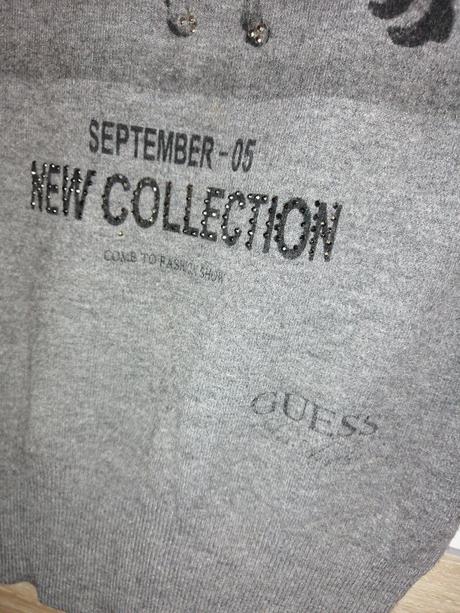 SEPTEMBER - 05
NEW COLLECTION
COME TO FASHION SHOW
GUESS